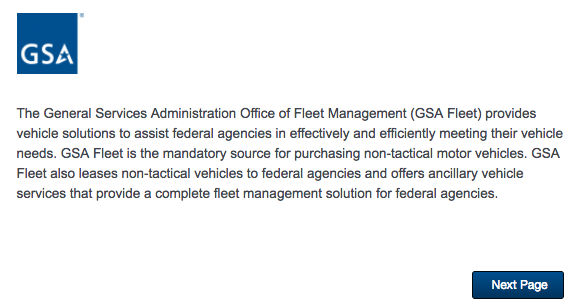 GSA
The General Services Administration Office of Fleet Management (GSA Fleet) provides
vehicle solutions to assist federal agencies in effectively and efficiently meeting their vehicle
needs. GSA Fleet is the mandatory source for purchasing non-tactical motor vehicles. GSA
Fleet also leases non-tactical vehicles to federal agencies and offers ancillary vehicle
services that provide a complete fleet management solution for federal agencies.
Next Page